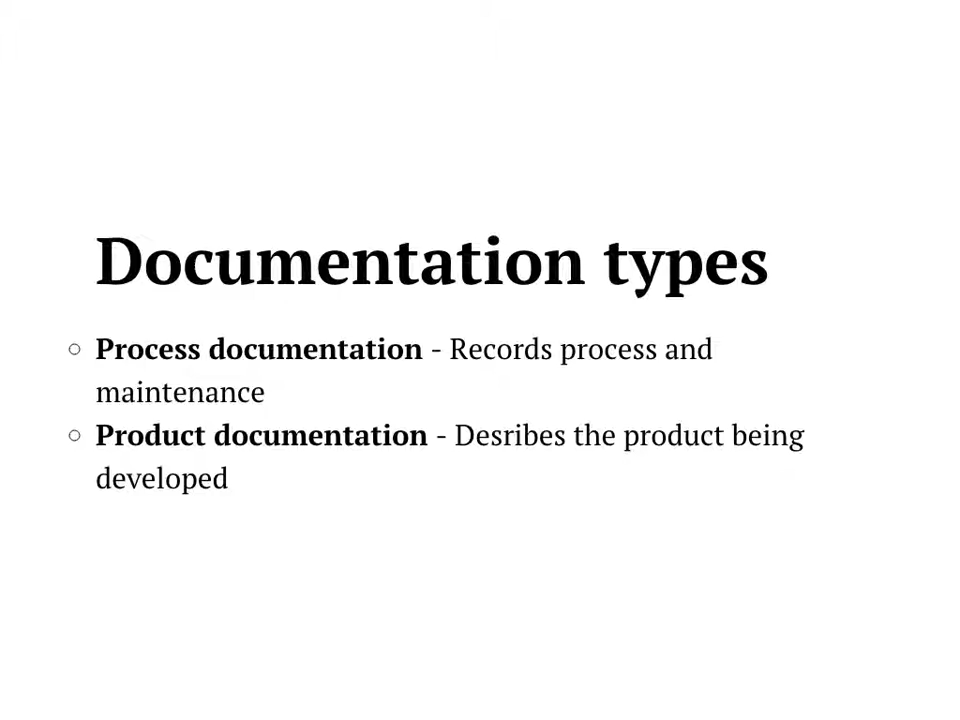 Documentation types
Process documentation - Records process and
maintenance
Product documentation - Desribes the product being
developed